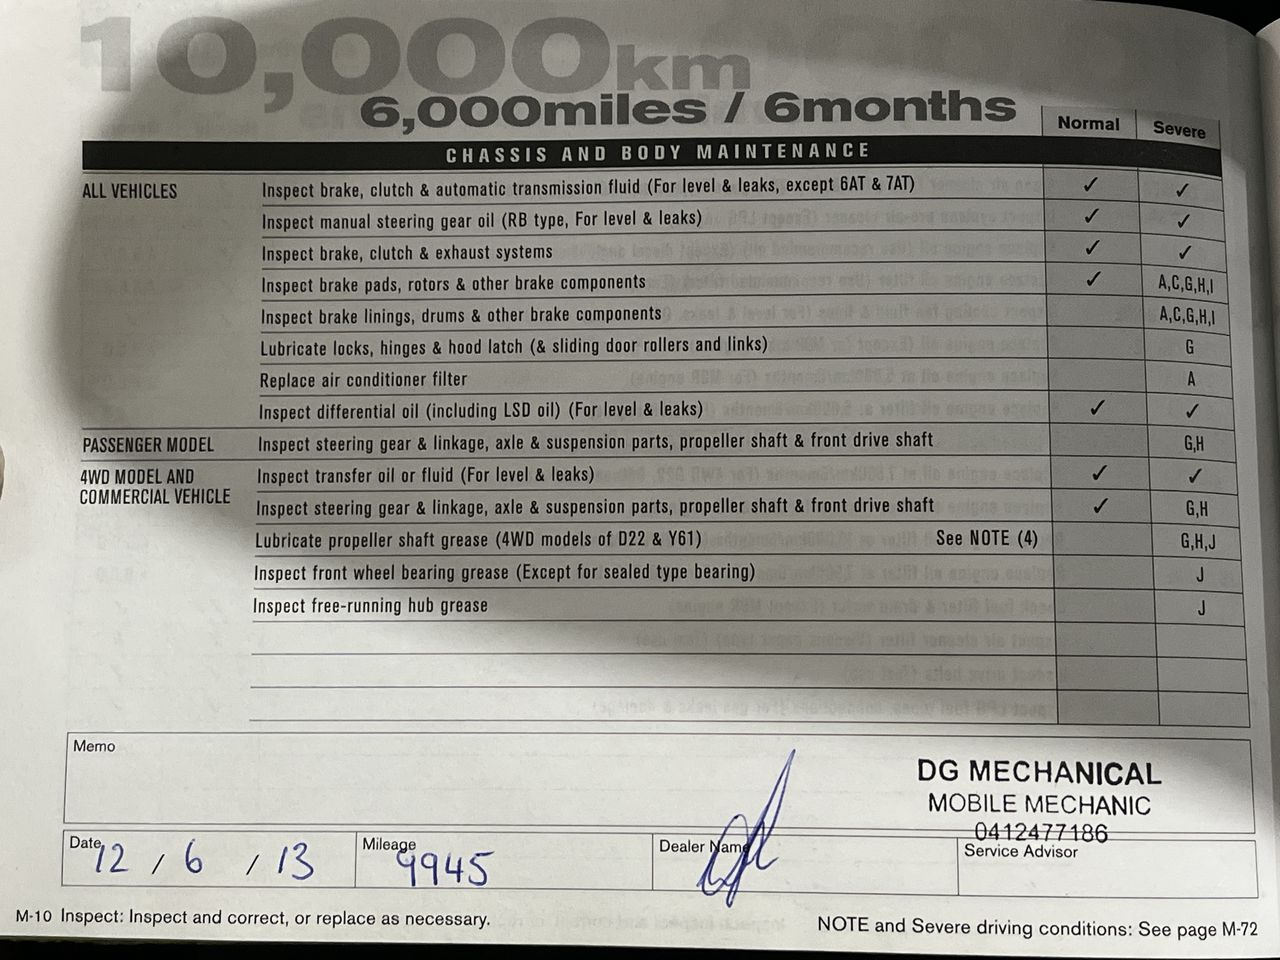 10,000km
6,000miles / 6months
Normal Severe
CHASSIS AND BODY MAINTENANCE
ALL VEHICLES Inspect brake, clutch & automatic transmission fluid (For level & leaks, except 6AT & 7AT) ✓ ✓
Inspect manual steering gear oil (RB type, For level & leaks) ✓ ✓
Inspect brake, clutch & exhaust systems ✓ ✓
Inspect brake pads, rotors & other brake components ✓ A,C,G,H,I
Inspect brake linings, drums & other brake components A,C,G,H,I
Lubricate locks, hinges & hood latch (& sliding door rollers and links) G
Replace air conditioner filter A
Inspect differential oil (including LSD oil) (For level & leaks) ✓ ✓
PASSENGER MODEL Inspect steering gear & linkage, axle & suspension parts, propeller shaft & front drive shaft G,H
4WD MODEL AND Inspect transfer oil or fluid (For level & leaks) ✓ ✓
COMMERCIAL VEHICLE Inspect steering gear & linkage, axle & suspension parts, propeller shaft & front drive shaft ✓ G,H
Lubricate propeller shaft grease (4WD models of D22 & Y61) See NOTE (4) G,H,J
Inspect front wheel bearing grease (Except for sealed type bearing) J
Inspect free-running hub grease J
Memo
DG MECHANICAL
MOBILE MECHANIC
0412477186
Date 12 / 6 / 13 Mileage 9945 Dealer Name Service Advisor
M-10 Inspect: Inspect and correct, or replace as necessary. NOTE and Severe driving conditions: See page M-72